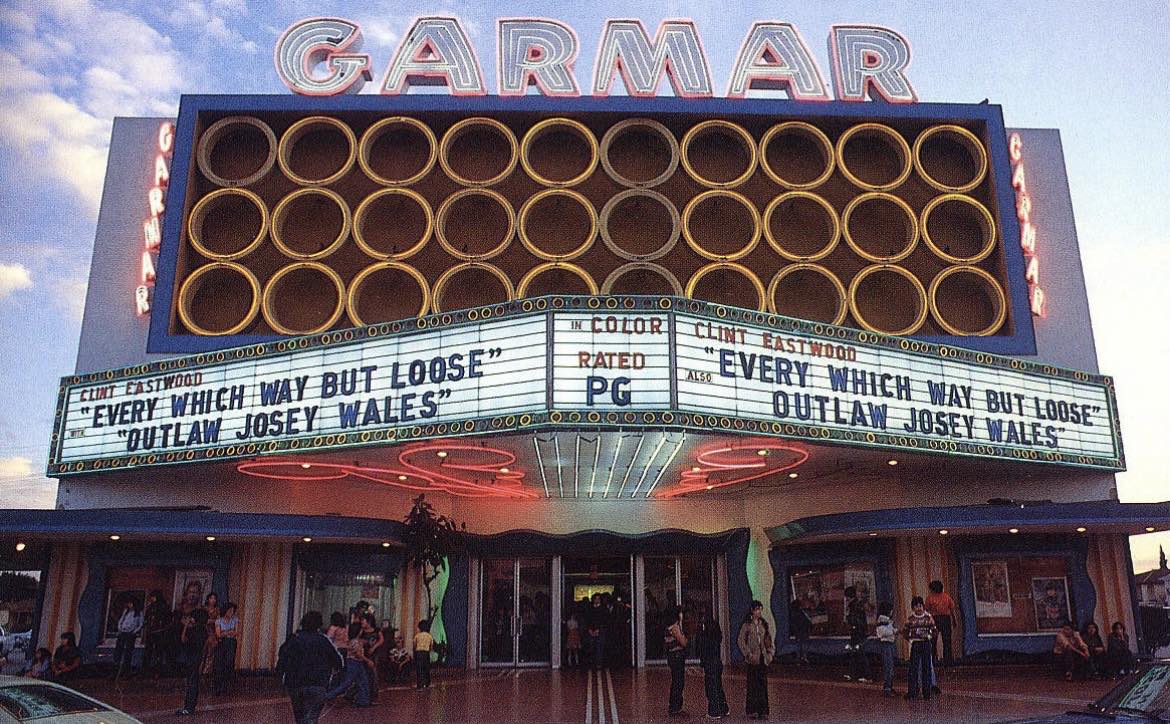 GARMAR
GARMAR
GARMAR
CLINT EASTWOOD
"EVERY WHICH WAY BUT LOOSE"
WITH "OUTLAW JOSEY WALES"
IN COLOR
RATED
PG
CLINT EASTWOOD
"EVERY WHICH WAY BUT LOOSE"
ALSO OUTLAW JOSEY WALES"